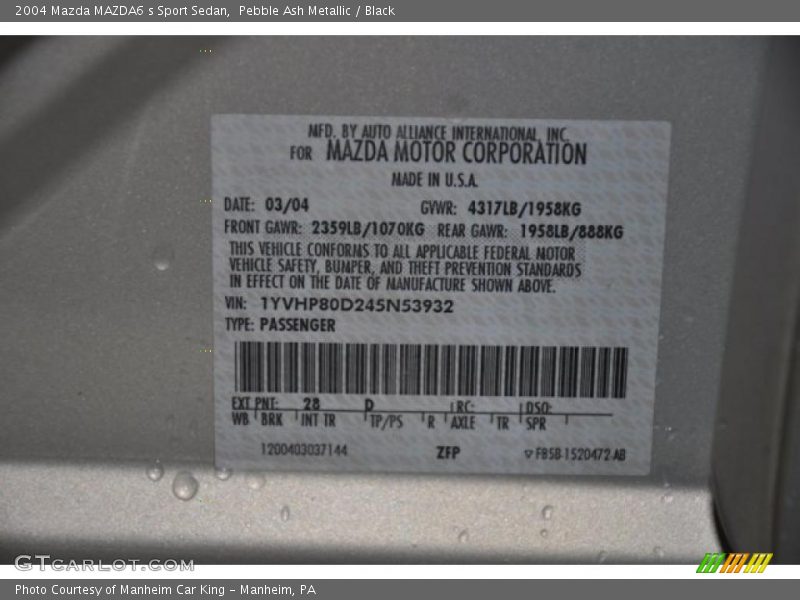 2004 Mazda MAZDA6 s Sport Sedan,  Pebble Ash Metallic / Black
MFD. BY AUTO ALLIANCE INTERNATIONAL, INC.
FOR MAZDA MOTOR CORPORATION
MADE IN U.S.A.
DATE: 03/04 GVWR: 4317LB/1958KG
FRONT GAWR: 2359LB/1070KG REAR GAWR: 1958LB/888KG
THIS VEHICLE CONFORMS TO ALL APPLICABLE FEDERAL MOTOR
VEHICLE SAFETY, BUMPER, AND THEFT PREVENTION STANDARDS
IN EFFECT ON THE DATE OF MANUFACTURE SHOWN ABOVE.
VIN: 1YVHP80D245N53932
TYPE: PASSENGER
EXT PNT: 28 D RC: DSO:
WB BRK INT TR TP/PS R AXLE TR SPR
1200403037144 ZFP ▽F85B-1520472-AB
GTCARLOT.COM
Photo Courtesy of Manheim Car King - Manheim, PA